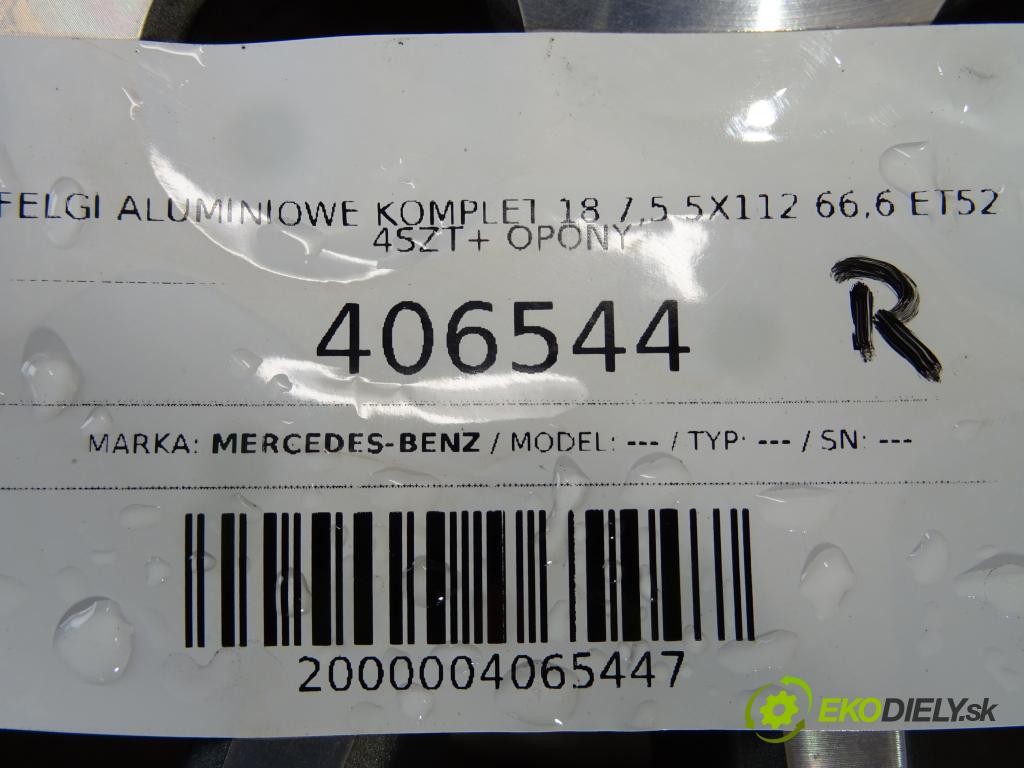 FELGI ALUMINIOWE KOMPLET 18 7,5 5X112 66,6 ET52
4SZT+ OPONY
406544
R
MARKA: MERCEDES-BENZ / MODEL: --- / TYP: --- / SN: ---
2000004065447
EKODIELY.sk